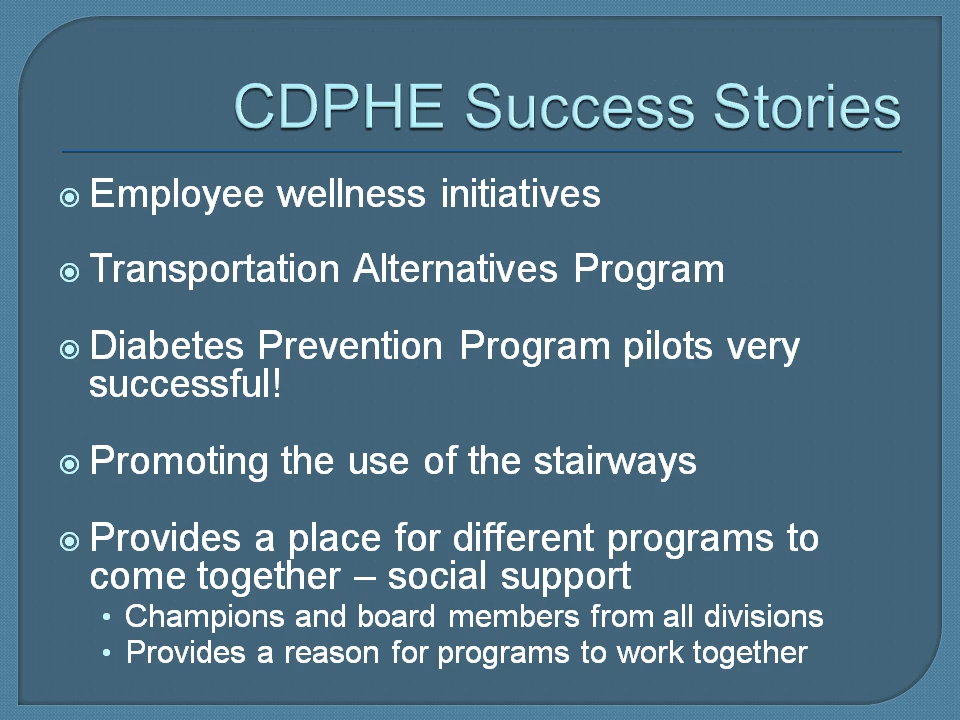 CDPHE Success Stories
Employee wellness initiatives
Transportation Alternatives Program
Diabetes Prevention Program pilots very
successful!
Promoting the use of the stairways
Provides a place for different programs to
come together – social support
• Champions and board members from all divisions
• Provides a reason for programs to work together